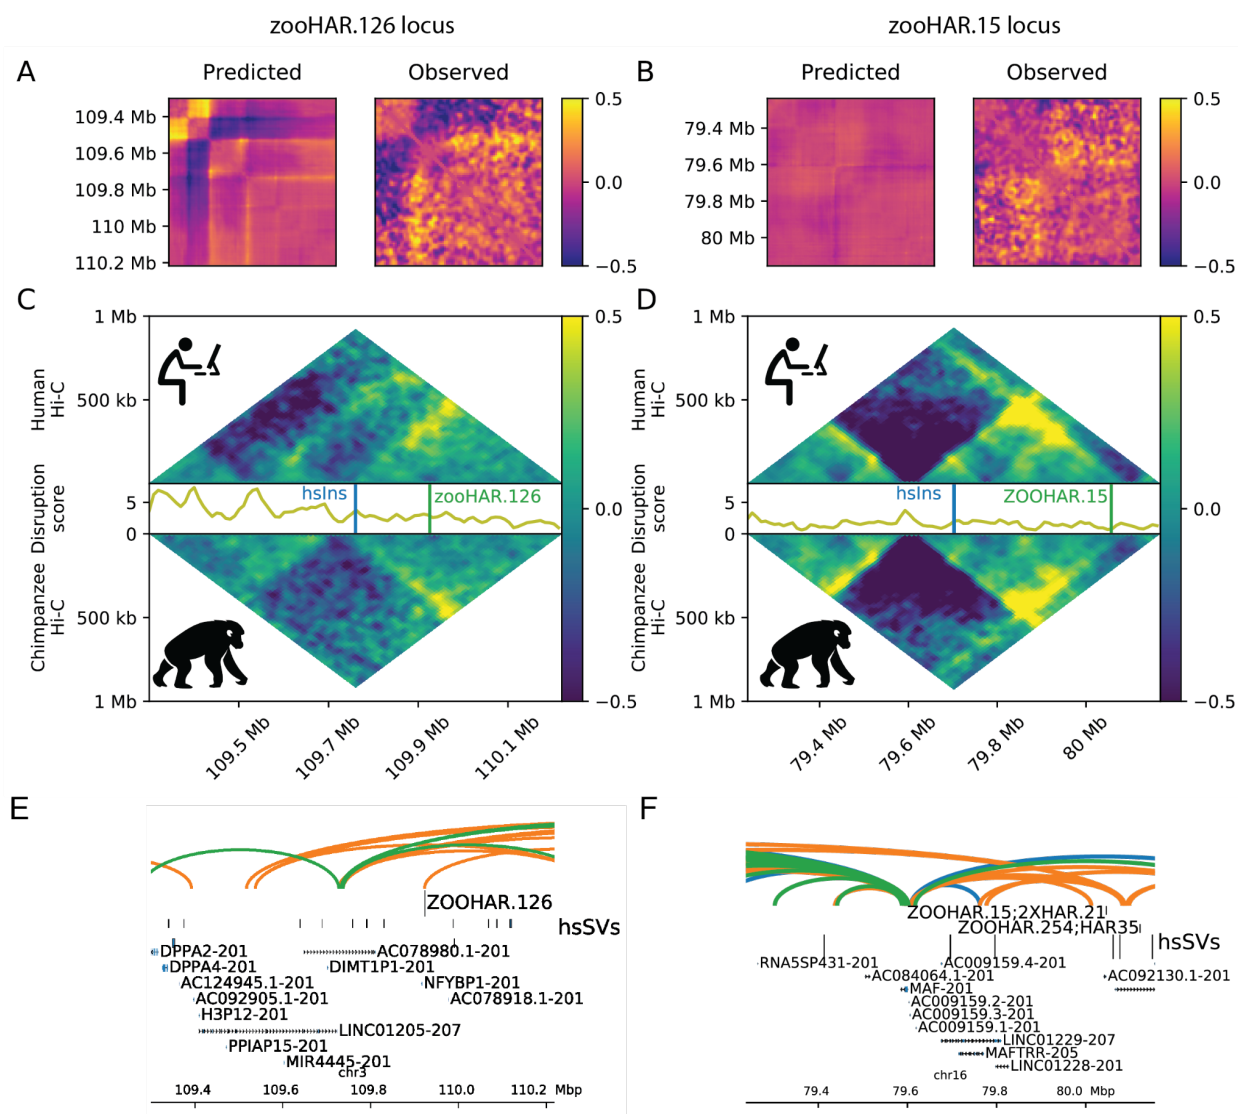 zooHAR.126 locus
zooHAR.15 locus
A
Predicted
Observed
109.4 Mb
109.6 Mb
109.8 Mb
110 Mb
110.2 Mb
0.5
0.0
−0.5
B
Predicted
Observed
79.4 Mb
79.6 Mb
79.8 Mb
80 Mb
0.5
0.0
−0.5
C
1 Mb
500 kb
Human
Hi-C
Disruption
score
5
0
hsIns
zooHAR.126
Chimpanzee
Hi-C
500 kb
1 Mb
0.5
0.0
−0.5
109.5 Mb
109.7 Mb
109.9 Mb
110.1 Mb
D
1 Mb
500 kb
Human
Hi-C
Disruption
score
5
0
hsIns
ZOOHAR.15
Chimpanzee
Hi-C
500 kb
1 Mb
0.5
0.0
−0.5
79.4 Mb
79.6 Mb
79.8 Mb
80 Mb
E
ZOOHAR.126
hsSVs
DPPA2-201
AC078980.1-201
DPPA4-201
DIMT1P1-201
AC124945.1-201
NFYBP1-201
AC092905.1-201
AC078918.1-201
H3P12-201
LINC01205-207
PPIAP15-201
MIR4445-201
chr3
109.4
109.6
109.8
110.0
110.2
Mbp
F
ZOOHAR.15;2XHAR.21
ZOOHAR.254;HAR35
hsSVs
RNA5SP431-201
AC009159.4-201
AC084064.1-201
AC092130.1-201
MAF-201
AC009159.2-201
AC009159.3-201
AC009159.1-201
LINC01229-207
MAFTRR-205
LINC01228-201
chr16
79.4
79.6
79.8
80.0
Mbp